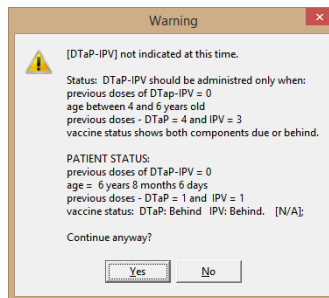 Warning
[DTaP-IPV] not indicated at this time.
Status:  DTaP-IPV should be administred only when:
previous doses of DTap-IPV = 0
age between 4 and 6 years old
previous doses - DTaP = 4 and IPV = 3
vaccine status shows both components due or behind.
PATIENT STATUS:
previous doses of DTaP-IPV = 0
age =  6 years 8 months 6 days
previous doses - DTaP = 1 and  IPV = 1
vaccine status:  DTaP: Behind   IPV: Behind.   [N/A];
Continue anyway?
Yes
No